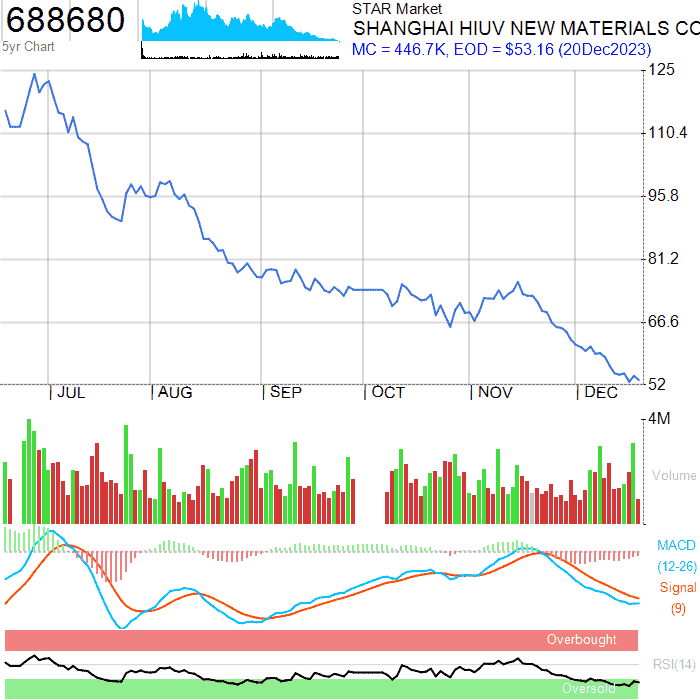 688680
5yr Chart
STAR Market
SHANGHAI HIUV NEW MATERIALS CO
MC = 446.7K, EOD = $53.16 (20Dec2023)
125
110.4
95.8
81.2
66.6
52
JUL AUG SEP OCT NOV DEC
4M
Volume
MACD
(12-26)
Signal
(9)
Overbought
RSI(14)
Oversold